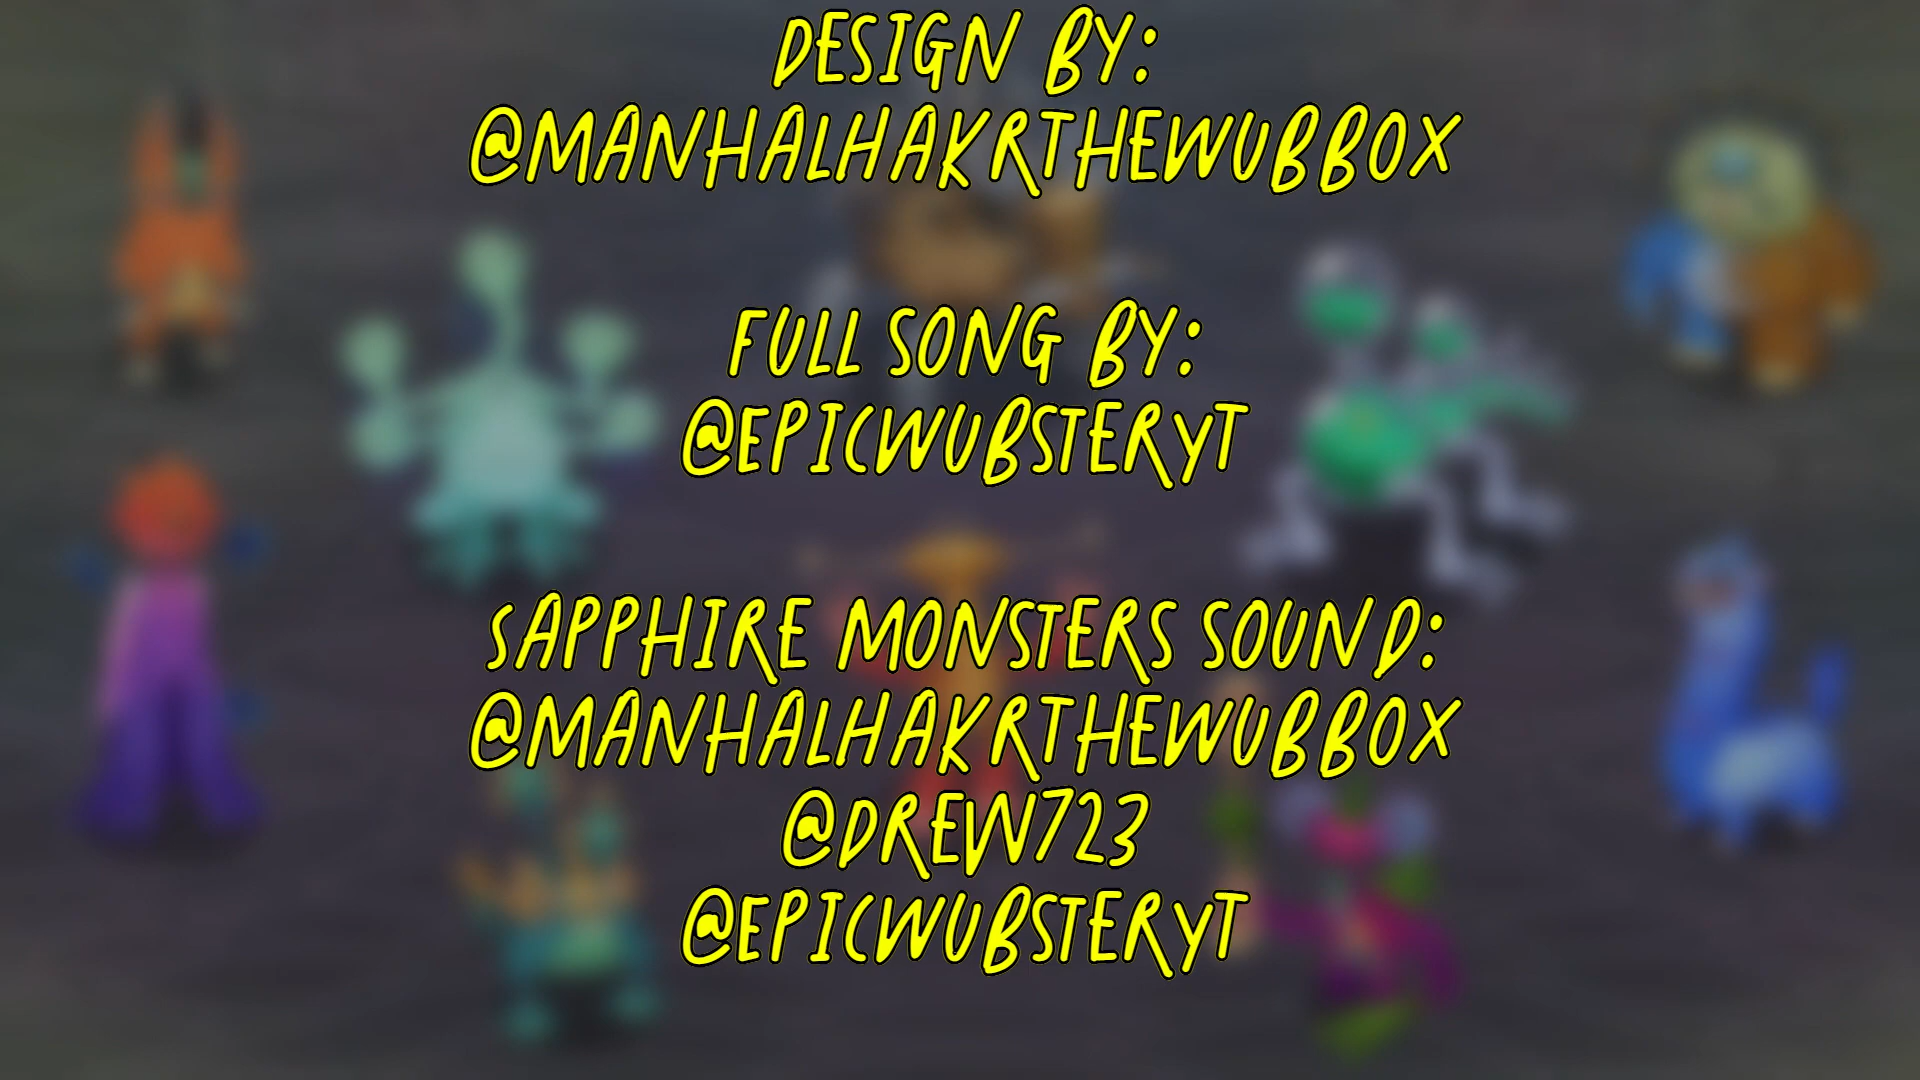 DESIGN BY:
@MANHALHAKRTHEWUBBOX
FULL SONG BY:
@EPICWUBSTERYT
SAPPHIRE MONSTERS SOUND:
@MANHALHAKRTHEWUBBOX
@DREW723
@EPICWUBSTERYT